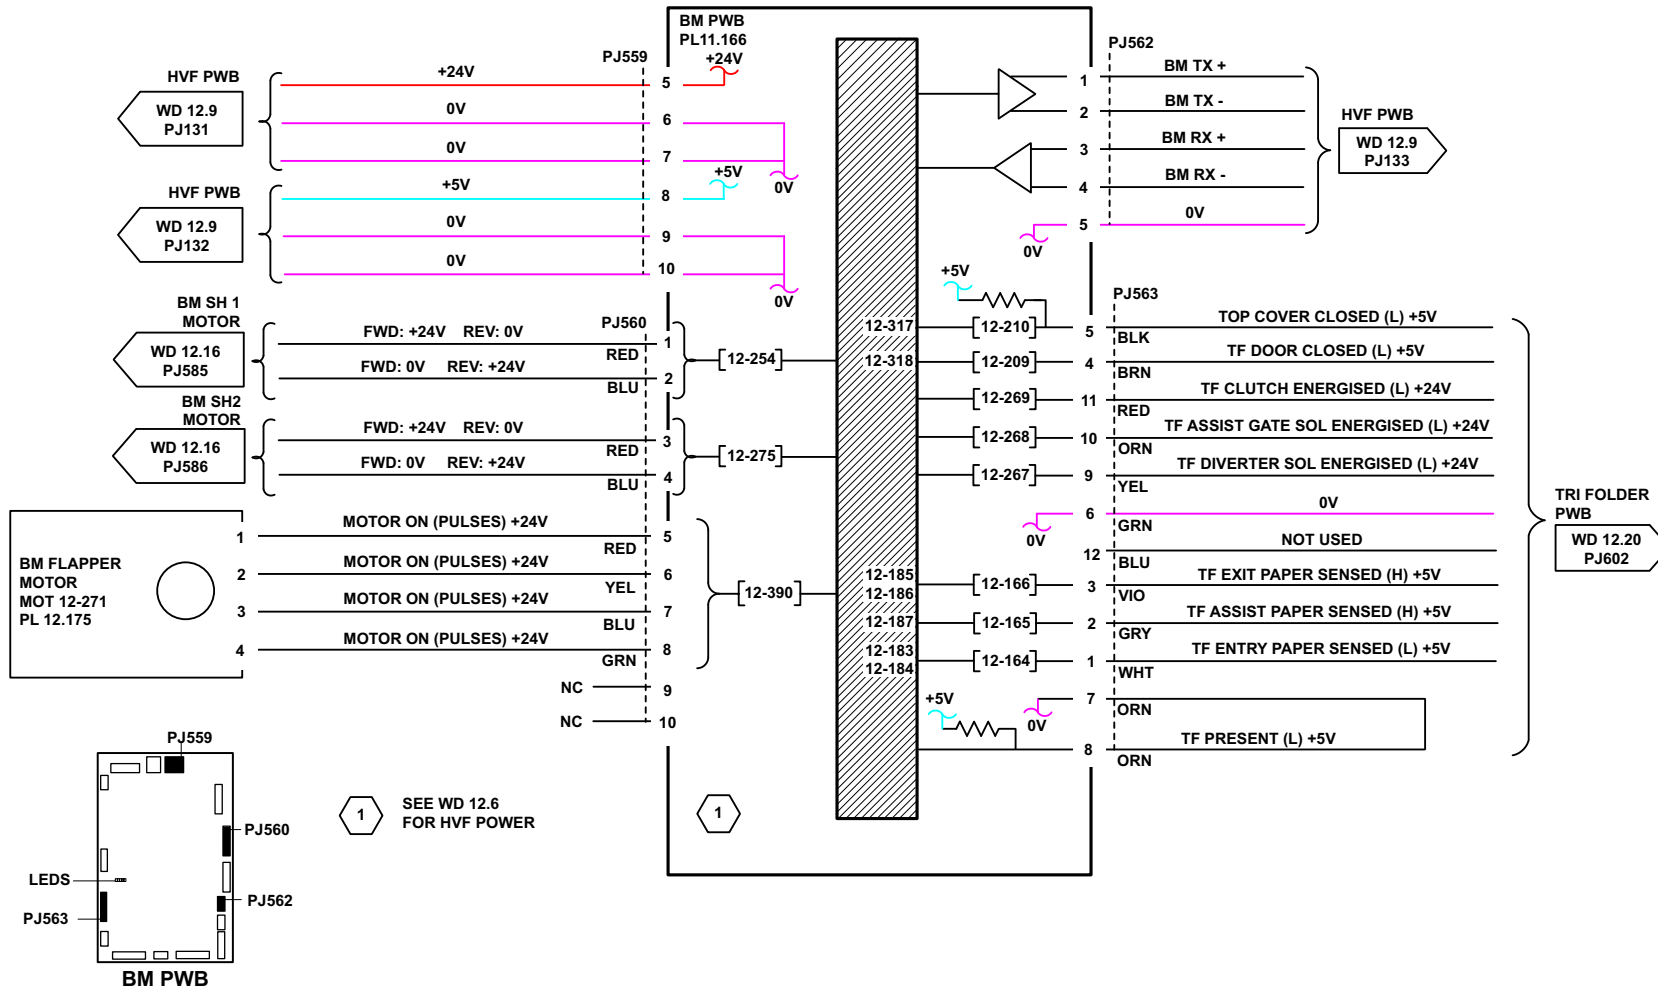 BM PWB
PL11.166
+24V
PJ559
HVF PWB
WD 12.9
PJ131
+24V
5
0V
6
0V
7
0V
HVF PWB
WD 12.9
PJ132
+5V
8
+5V
0V
9
0V
10
0V
BM SH 1
MOTOR
WD 12.16
PJ585
PJ560
FWD: +24V REV: 0V
1
RED
FWD: 0V REV: +24V
2
BLU
12-254
BM SH2
MOTOR
WD 12.16
PJ586
FWD: +24V REV: 0V
3
RED
FWD: 0V REV: +24V
4
BLU
12-275
BM FLAPPER
MOTOR
MOT 12-271
PL 12.175
1
MOTOR ON (PULSES) +24V
5
RED
2
MOTOR ON (PULSES) +24V
6
YEL
3
MOTOR ON (PULSES) +24V
7
BLU
4
MOTOR ON (PULSES) +24V
8
GRN
12-390
NC
9
NC
10
PJ562
1
BM TX +
2
BM TX -
3
BM RX +
4
BM RX -
5
0V
0V
HVF PWB
WD 12.9
PJ133
PJ563
+5V
12-317
12-210
5
BLK
TOP COVER CLOSED (L) +5V
12-318
12-209
4
BRN
TF DOOR CLOSED (L) +5V
12-269
11
RED
TF CLUTCH ENERGISED (L) +24V
12-268
10
ORN
TF ASSIST GATE SOL ENERGISED (L) +24V
12-267
9
YEL
TF DIVERTER SOL ENERGISED (L) +24V
0V
6
GRN
0V
12
BLU
NOT USED
12-185
12-186
12-166
3
VIO
TF EXIT PAPER SENSED (H) +5V
12-187
12-165
2
GRY
TF ASSIST PAPER SENSED (H) +5V
12-183
12-184
12-164
1
WHT
TF ENTRY PAPER SENSED (L) +5V
0V
7
ORN
+5V
8
ORN
TF PRESENT (L) +5V
TRI FOLDER
PWB
WD 12.20
PJ602
PJ559
PJ560
LEDS
PJ562
PJ563
BM PWB
1
SEE WD 12.6
FOR HVF POWER
1